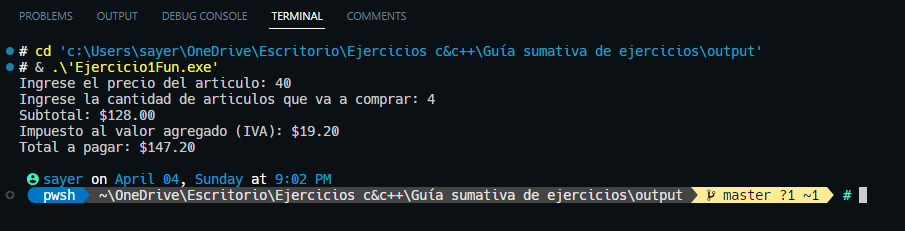 PROBLEMS OUTPUT DEBUG CONSOLE TERMINAL COMMENTS
# cd 'c:\Users\sayer\OneDrive\Escritorio\Ejercicios c&c++\Guía sumativa de ejercicios\output'
# & .\'Ejercicio1Fun.exe'
Ingrese el precio del articulo: 40
Ingrese la cantidad de articulos que va a comprar: 4
Subtotal: $128.00
Impuesto al valor agregado (IVA): $19.20
Total a pagar: $147.20
sayer on April 04, Sunday at 9:02 PM
pwsh ~\OneDrive\Escritorio\Ejercicios c&c++\Guía sumativa de ejercicios\output master ?1 ~1 #